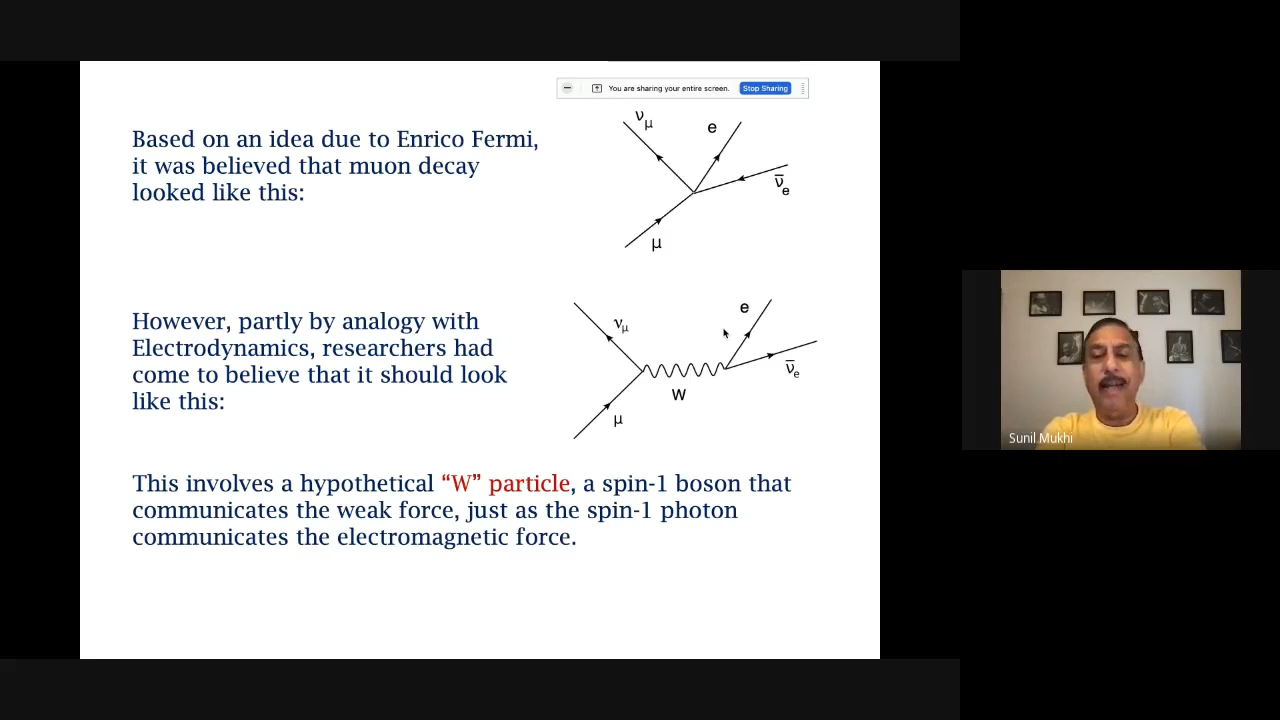 You are sharing your entire screen. Stop Sharing
Based on an idea due to Enrico Fermi,
it was believed that muon decay
looked like this:
νμ
e
ν̅e
μ
However, partly by analogy with
Electrodynamics, researchers had
come to believe that it should look
like this:
νμ
e
ν̅e
W
μ
This involves a hypothetical “W” particle, a spin-1 boson that
communicates the weak force, just as the spin-1 photon
communicates the electromagnetic force.
Sunil Mukhi